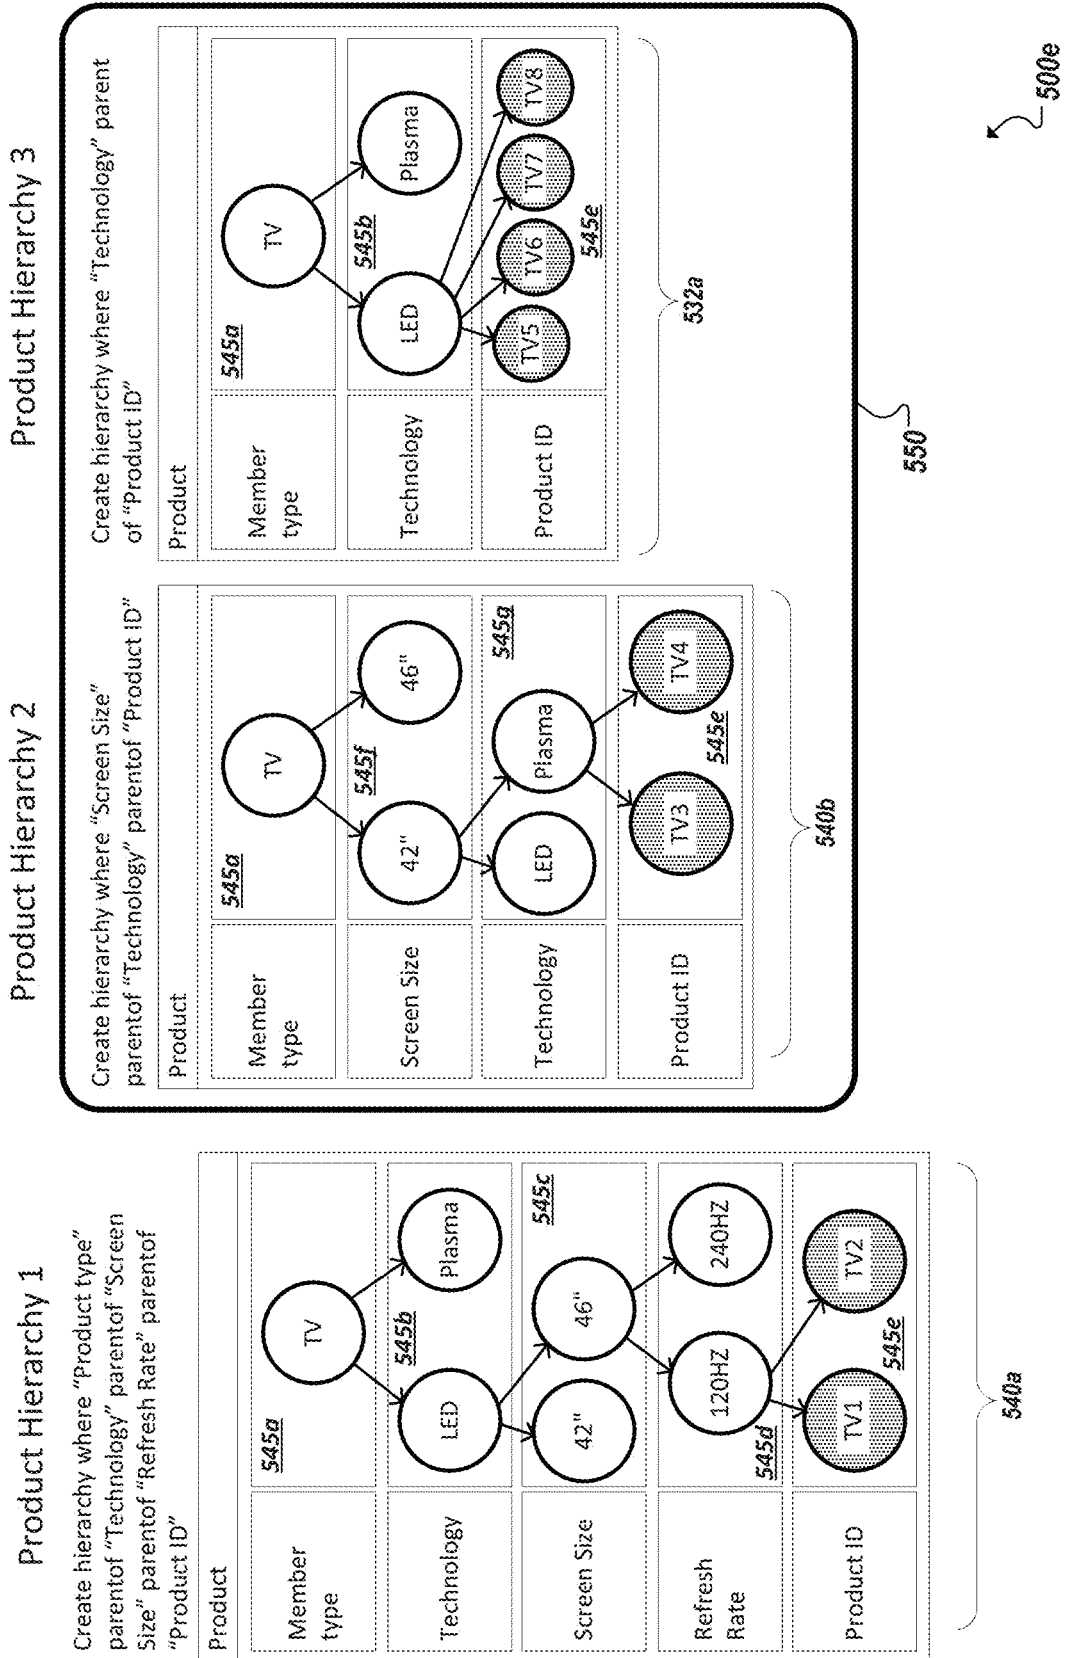 Product Hierarchy 1
Create hierarchy where "Product type"
parentof "Technology" parentof "Screen
Size" parentof "Refresh Rate" parentof
"Product ID"
Product
Member
type
545a
TV
Technology
LED
545b
Plasma
Screen Size
42"
46"
545c
Refresh
Rate
545d
120HZ
240HZ
Product ID
TV1
545e
TV2
540a
Product Hierarchy 2
Create hierarchy where "Screen Size"
parentof "Technology" parentof "Product ID"
Product
Member
type
545a
TV
Screen Size
42"
545f
46"
Technology
LED
Plasma
545g
Product ID
TV3
545e
TV4
540b
Product Hierarchy 3
Create hierarchy where "Technology" parent
of "Product ID"
Product
Member
type
545a
TV
Technology
LED
545b
Plasma
Product ID
TV5
TV6
TV7
TV8
545e
532a
550
500e